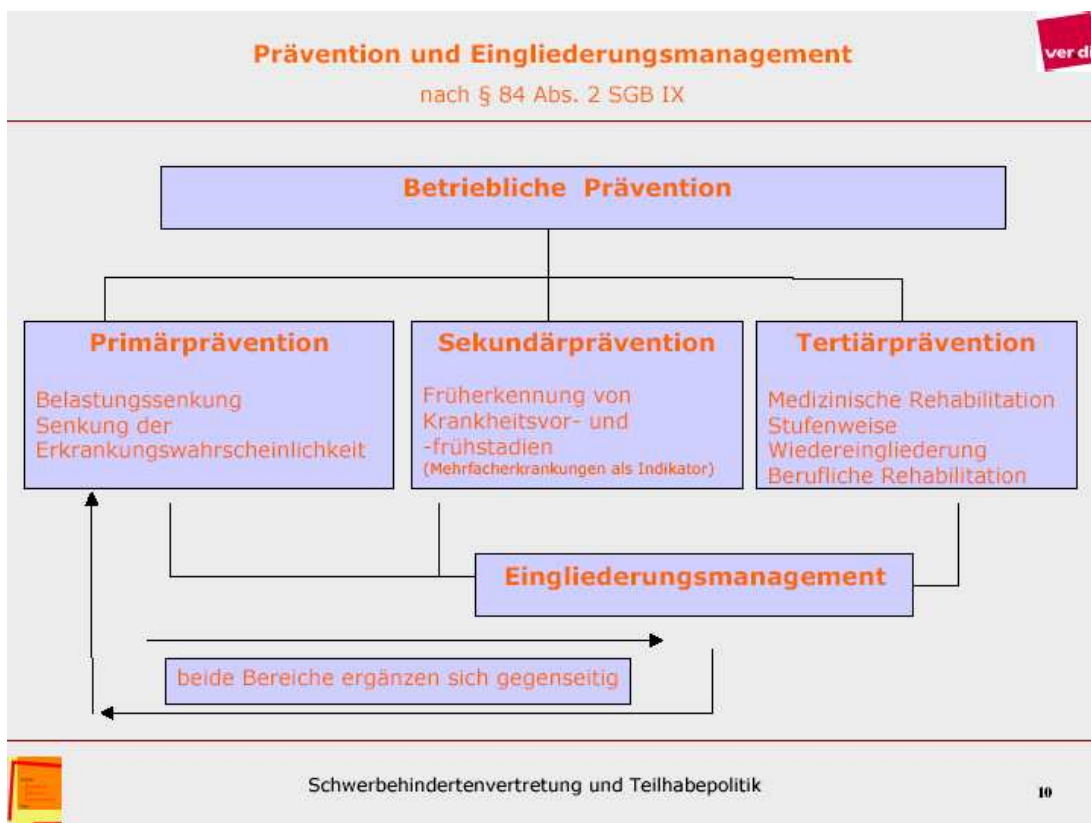 Prävention und Eingliederungsmanagement
ver di
nach § 84 Abs. 2 SGB IX
Betriebliche Prävention
Primärprävention
Belastungssenkung
Senkung der
Erkrankungswahrscheinlichkeit
Sekundärprävention
Früherkennung von
Krankheitsvor- und
-frühstadien
(Mehrfacherkrankungen als Indikator)
Tertiärprävention
Medizinische Rehabilitation
Stufenweise
Wiedereingliederung
Berufliche Rehabilitation
Eingliederungsmanagement
beide Bereiche ergänzen sich gegenseitig
Schwerbehindertenvertretung und Teilhabepolitik
10